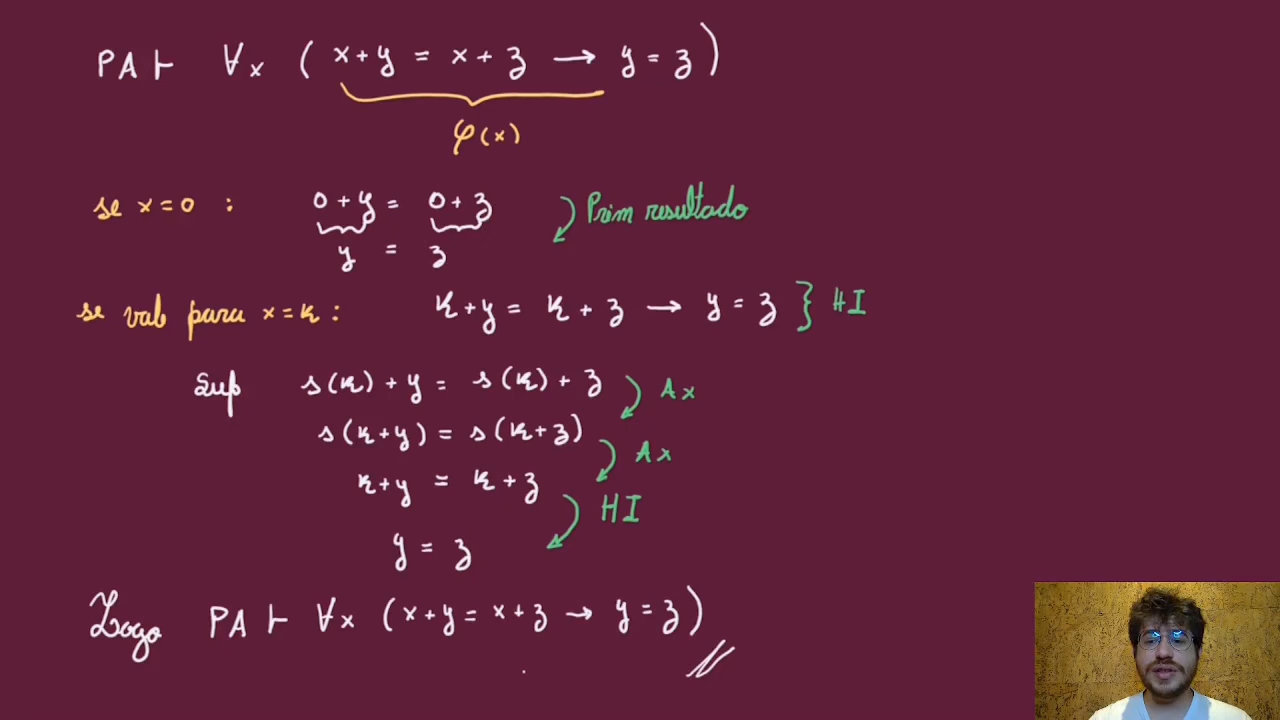 PA ⊢ ∀x ( x + y = x + z → y = z )
φ(x)
se x = 0 : 0 + y = 0 + z Prim resultado
y = z
se vale para x = k : k + y = k + z → y = z } HI
Sup s(k) + y = s(k) + z Ax
s(k+y) = s(k+z) Ax
k+y = k+z HI
y = z
Logo PA ⊢ ∀x ( x + y = x + z → y = z )